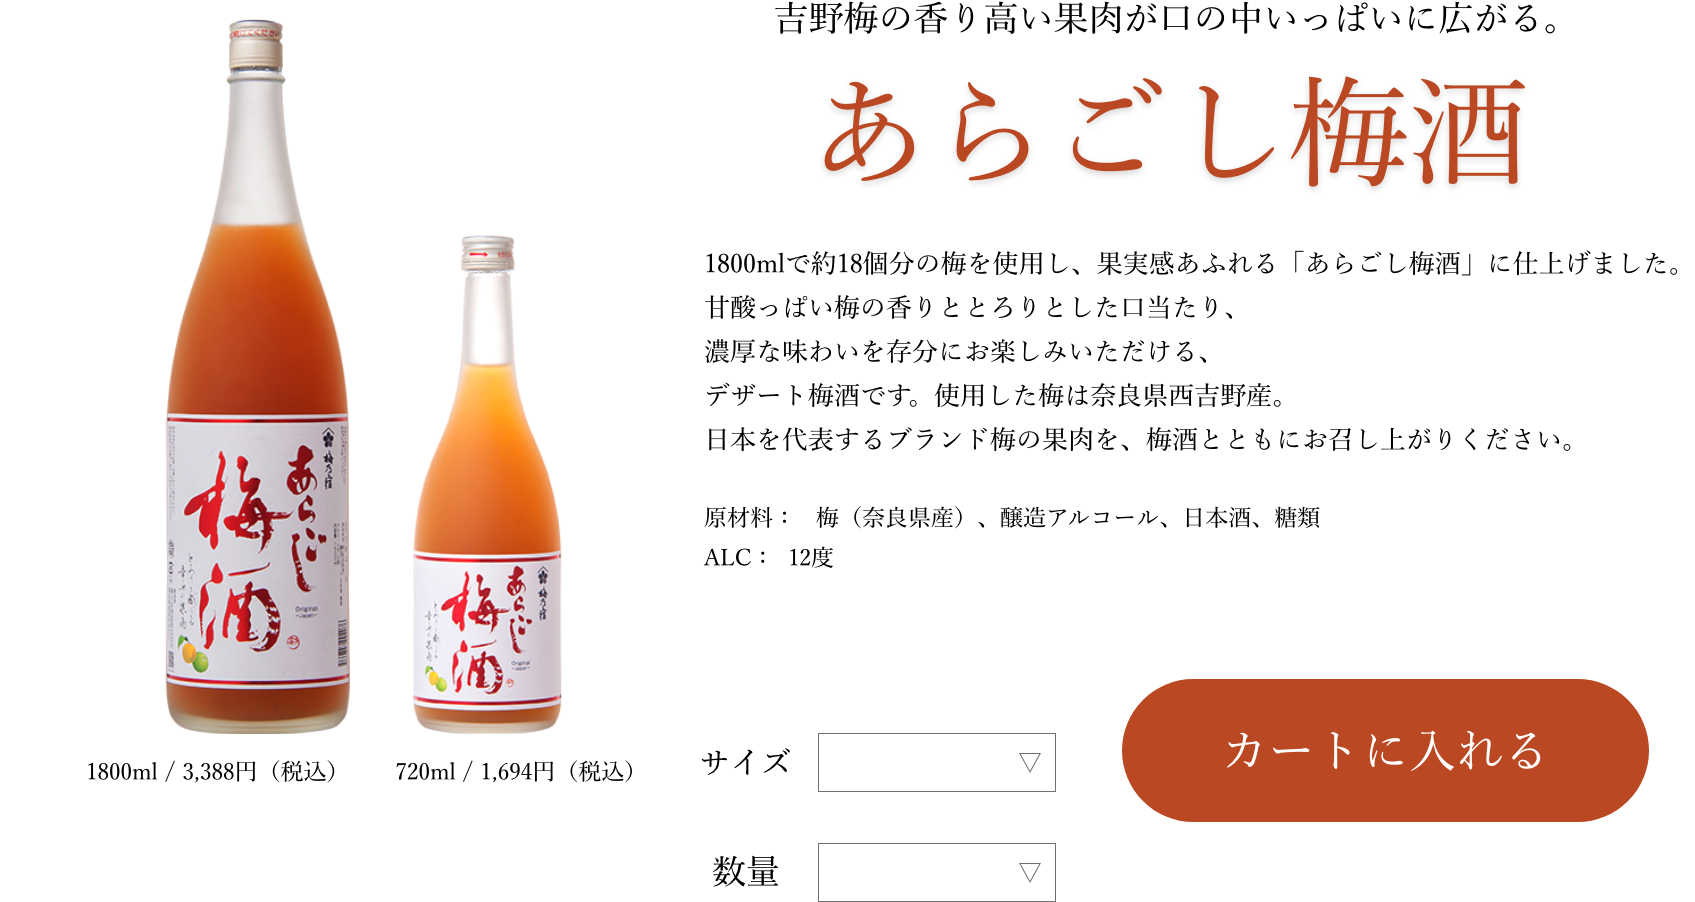 吉野梅の香り高い果肉が口の中いっぱいに広がる。
あらごし梅酒
1800mlで約18個分の梅を使用し、果実感あふれる「あらごし梅酒」に仕上げました。
甘酸っぱい梅の香りととろりとした口当たり、
濃厚な味わいを存分にお楽しみいただける、
デザート梅酒です。使用した梅は奈良県西吉野産。
日本を代表するブランド梅の果肉を、梅酒とともにお召し上がりください。
原材料： 梅（奈良県産）、醸造アルコール、日本酒、糖類
ALC： 12度
梅乃宿
あらごし
梅酒
Original
~Japan~
梅乃宿
あらごし
梅酒
Original
~Japan~
1800ml / 3,388円（税込）
720ml / 1,694円（税込）
サイズ
▽
数量
▽
カートに入れる